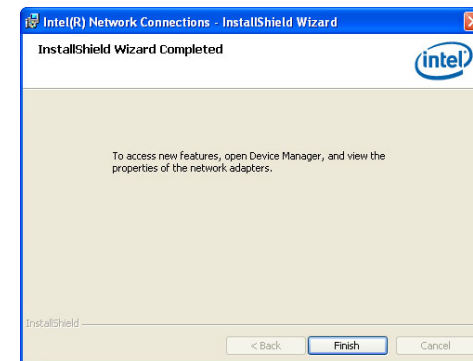 Intel(R) Network Connections - InstallShield Wizard
InstallShield Wizard Completed
intel
To access new features, open Device Manager, and view the
properties of the network adapters.
InstallShield
< Back
Finish
Cancel